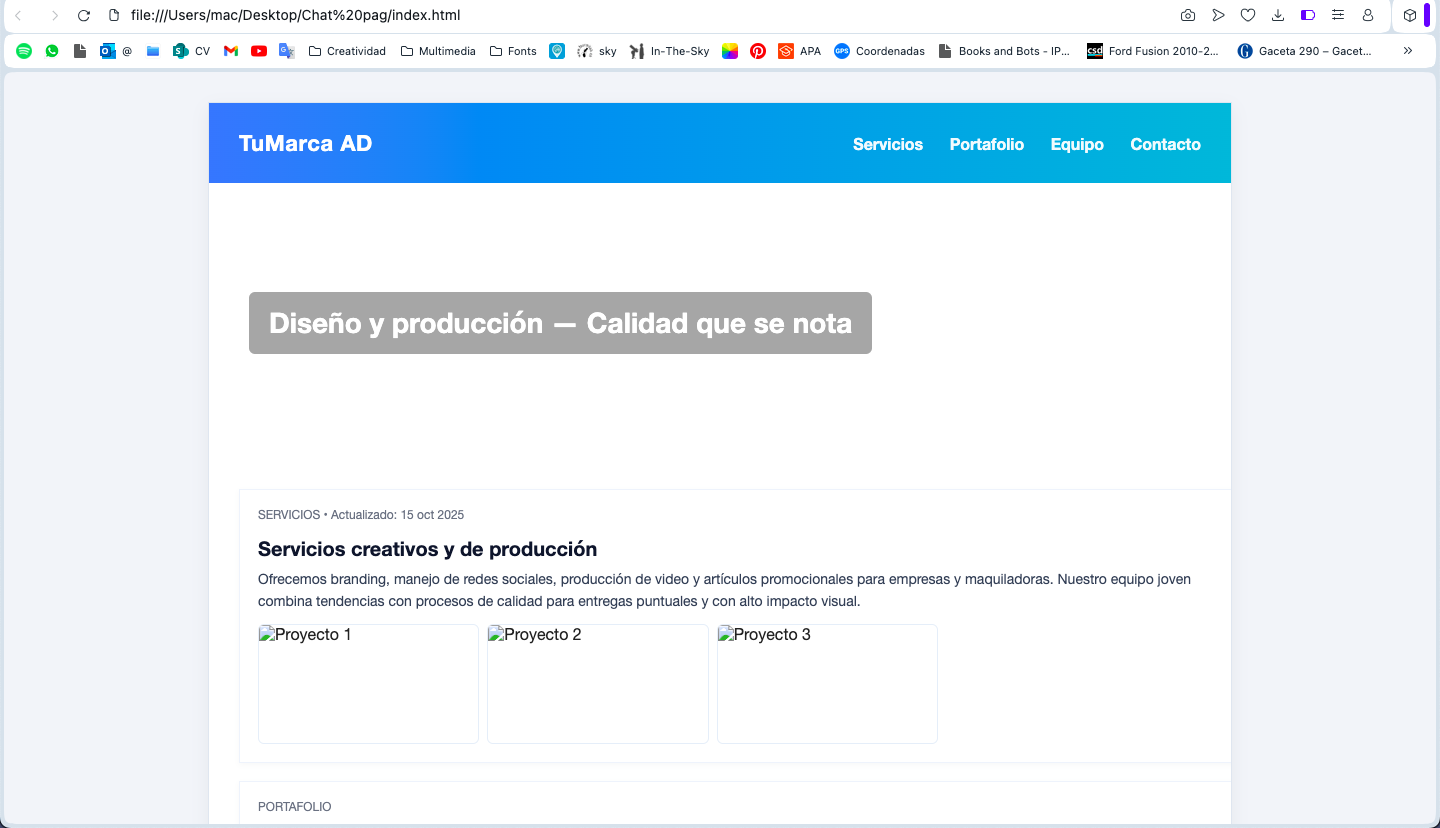 file:///Users/mac/Desktop/Chat%20pag/index.html
@ CV Creatividad Multimedia Fonts sky In-The-Sky APA GPS Coordenadas Books and Bots - IP... csd Ford Fusion 2010-2... G Gaceta 290 – Gacet... »
TuMarca AD Servicios Portafolio Equipo Contacto
Diseño y producción — Calidad que se nota
SERVICIOS • Actualizado: 15 oct 2025
Servicios creativos y de producción
Ofrecemos branding, manejo de redes sociales, producción de video y artículos promocionales para empresas y maquiladoras. Nuestro equipo joven
combina tendencias con procesos de calidad para entregas puntuales y con alto impacto visual.
Proyecto 1 Proyecto 2 Proyecto 3
PORTAFOLIO